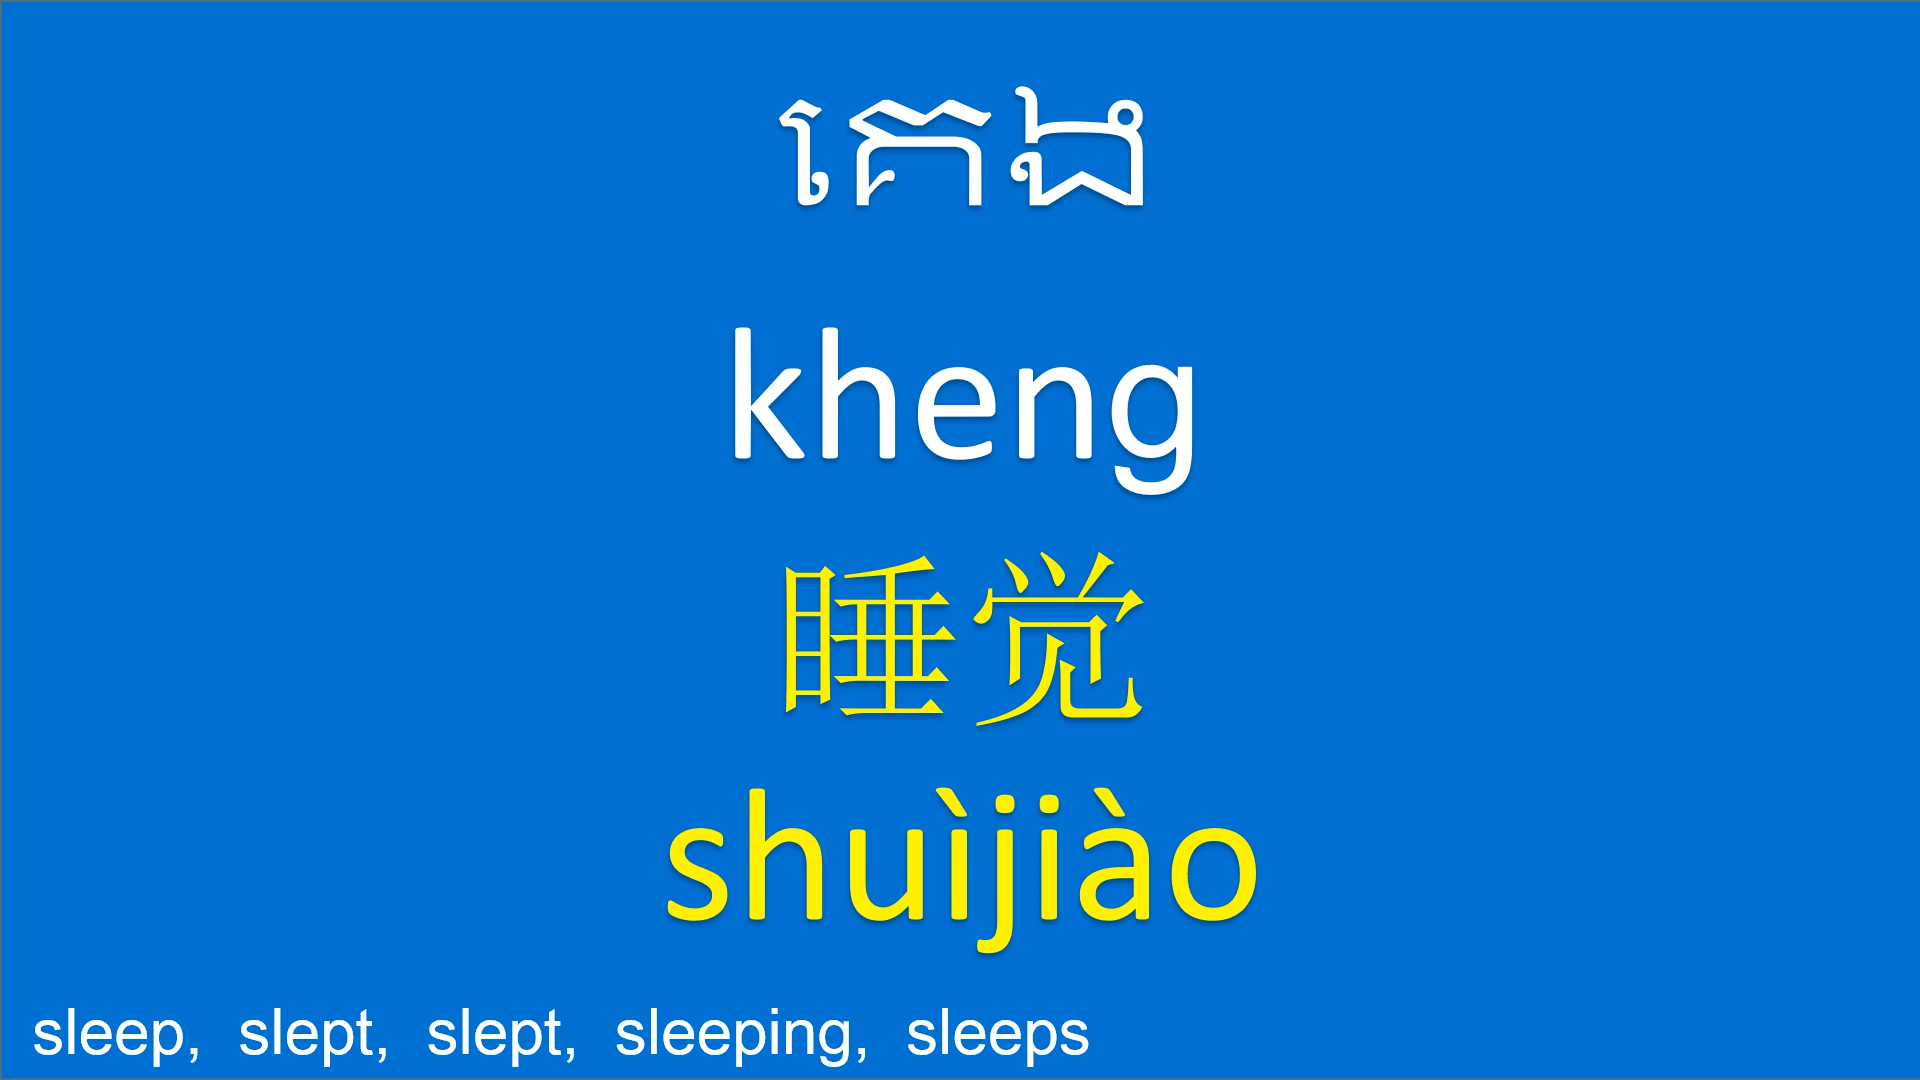 គេង
kheng
睡觉
shuìjiào
sleep, slept, slept, sleeping, sleeps